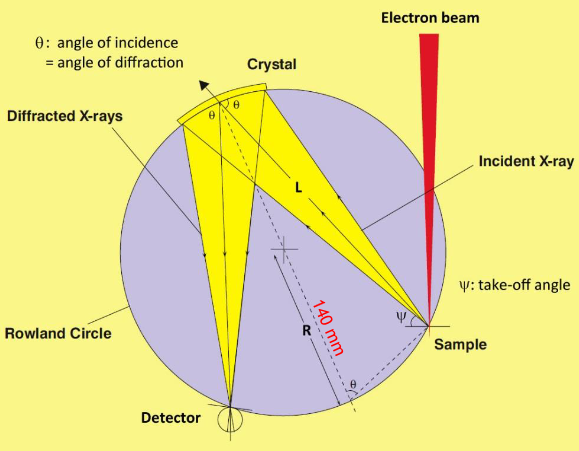 Electron beam
θ: angle of incidence
= angle of diffraction
Crystal
θ
θ
Diffracted X-rays
Incident X-ray
L
ψ: take-off angle
ψ
140 mm
R
Rowland Circle
Sample
θ
Detector